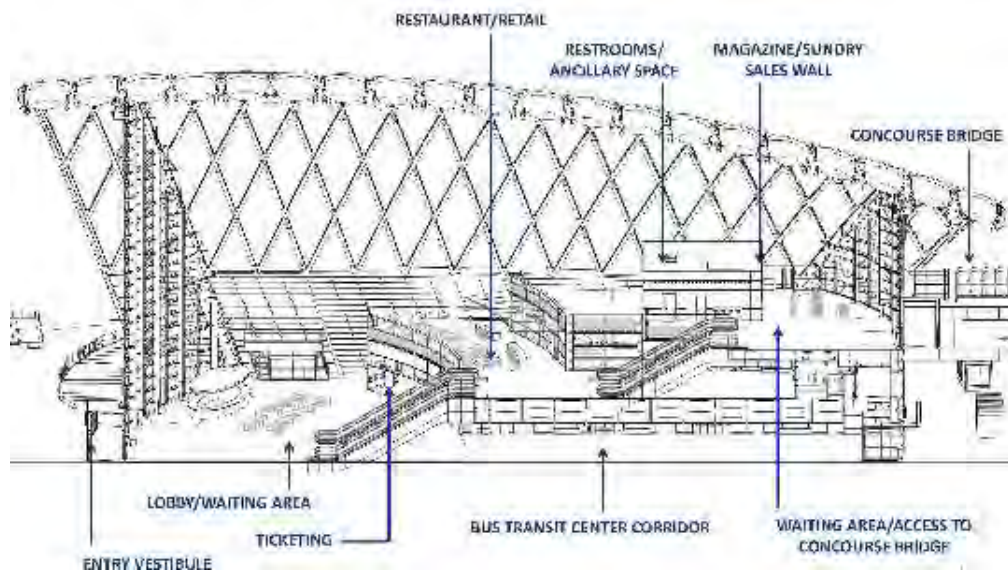 RESTAURANT/RETAIL
RESTROOMS/
ANCILLARY SPACE
MAGAZINE/SUNDRY
SALES WALL
CONCOURSE BRIDGE
LOBBY/WAITING AREA
TICKETING
ENTRY VESTIBULE
BUS TRANSIT CENTER CORRIDOR
WAITING AREA/ACCESS TO
CONCOURSE BRIDGE